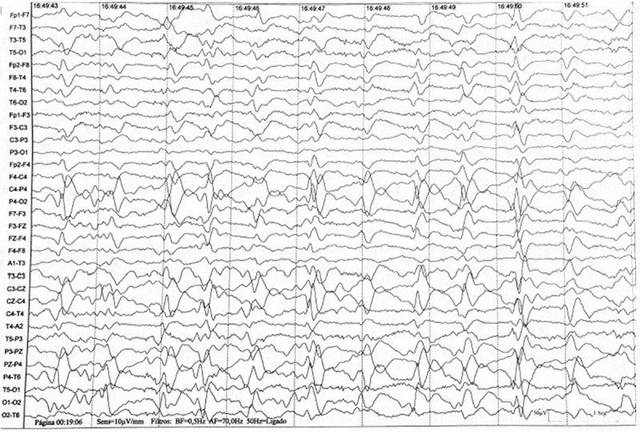 16:49:43 16:49:44 16:49:45 16:49:46 16:49:47 16:49:48 16:49:49 16:49:50 16:49:51
Fp1-F7
F7-T3
T3-T5
T5-O1
Fp2-F8
F8-T4
T4-T6
T6-O2
Fp1-F3
F3-C3
C3-P3
P3-O1
Fp2-F4
F4-C4
C4-P4
P4-O2
F7-F3
F3-FZ
FZ-F4
F4-F8
A1-T3
T3-C3
C3-CZ
CZ-C4
C4-T4
T4-A2
T5-P3
P3-PZ
PZ-P4
P4-T6
T5-O1
O1-O2
O2-T6
Página 00:19:06 Sens=10µV/mm Filtros: BF=0,5Hz AF=70,0Hz 50Hz=Ligado